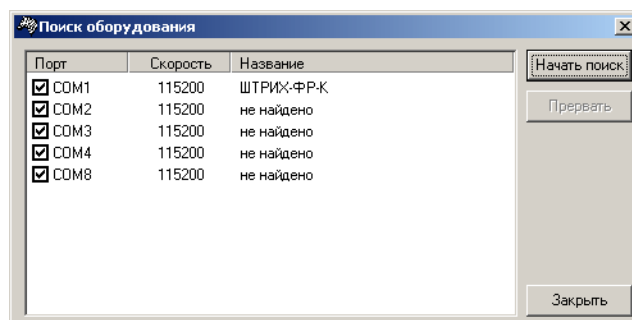 Поиск оборудования
Порт Скорость Название
COM1 115200 ШТРИХ-ФР-К
COM2 115200 не найдено
COM3 115200 не найдено
COM4 115200 не найдено
COM8 115200 не найдено
Начать поиск
Прервать
Закрыть